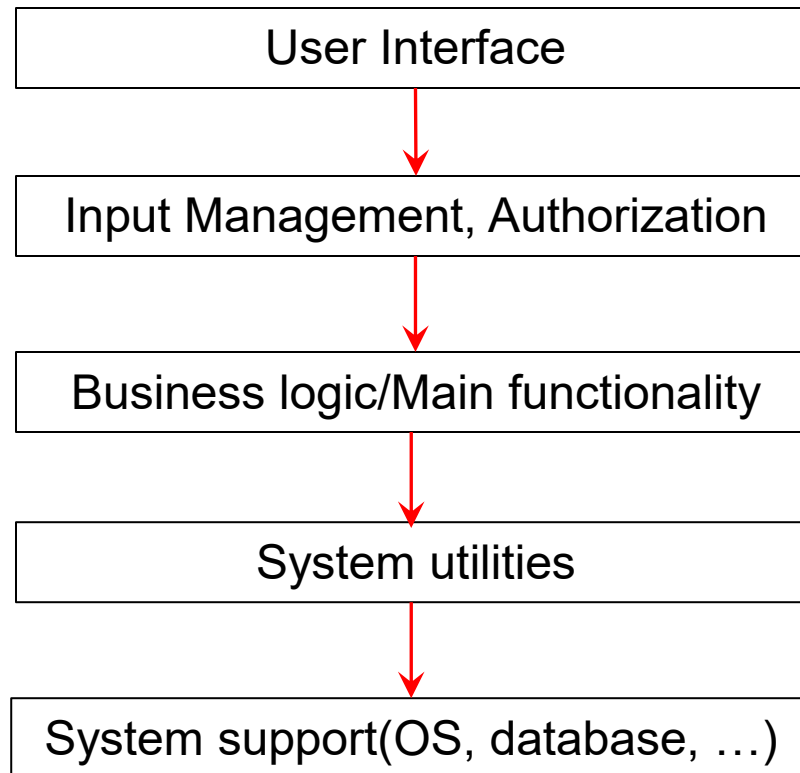 User Interface
Input Management, Authorization
Business logic/Main functionality
System utilities
System support(OS, database, …)